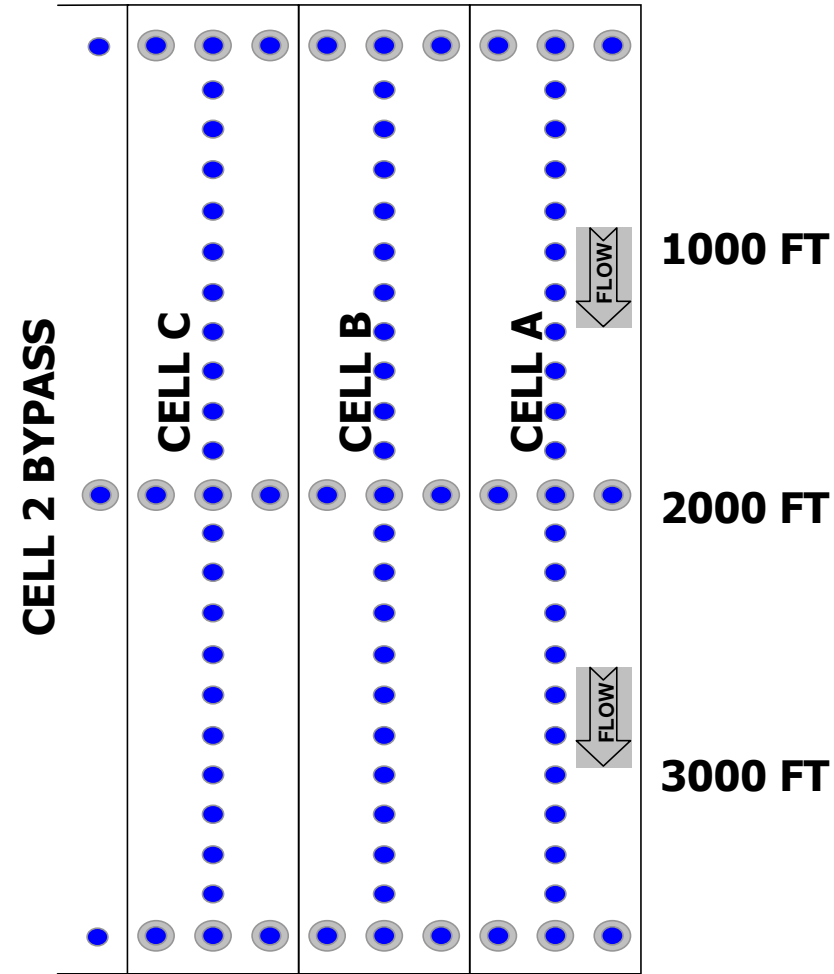 CELL 2 BYPASS
CELL C
CELL B
CELL A
FLOW
1000 FT
2000 FT
FLOW
3000 FT